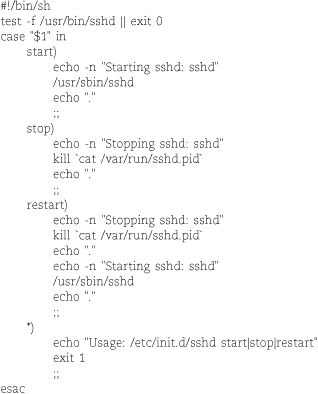 #!/bin/sh
test -f /usr/bin/sshd || exit 0
case "$1" in
start)
echo -n "Starting sshd: sshd"
/usr/sbin/sshd
echo "."
;;
stop)
echo -n "Stopping sshd: sshd"
kill `cat /var/run/sshd.pid`
echo "."
;;
restart)
echo -n "Stopping sshd: sshd"
kill `cat /var/run/sshd.pid`
echo "."
echo -n "Starting sshd: sshd"
/usr/sbin/sshd
echo "."
;;
*)
echo "Usage: /etc/init.d/sshd start|stop|restart"
exit 1
;;
esac